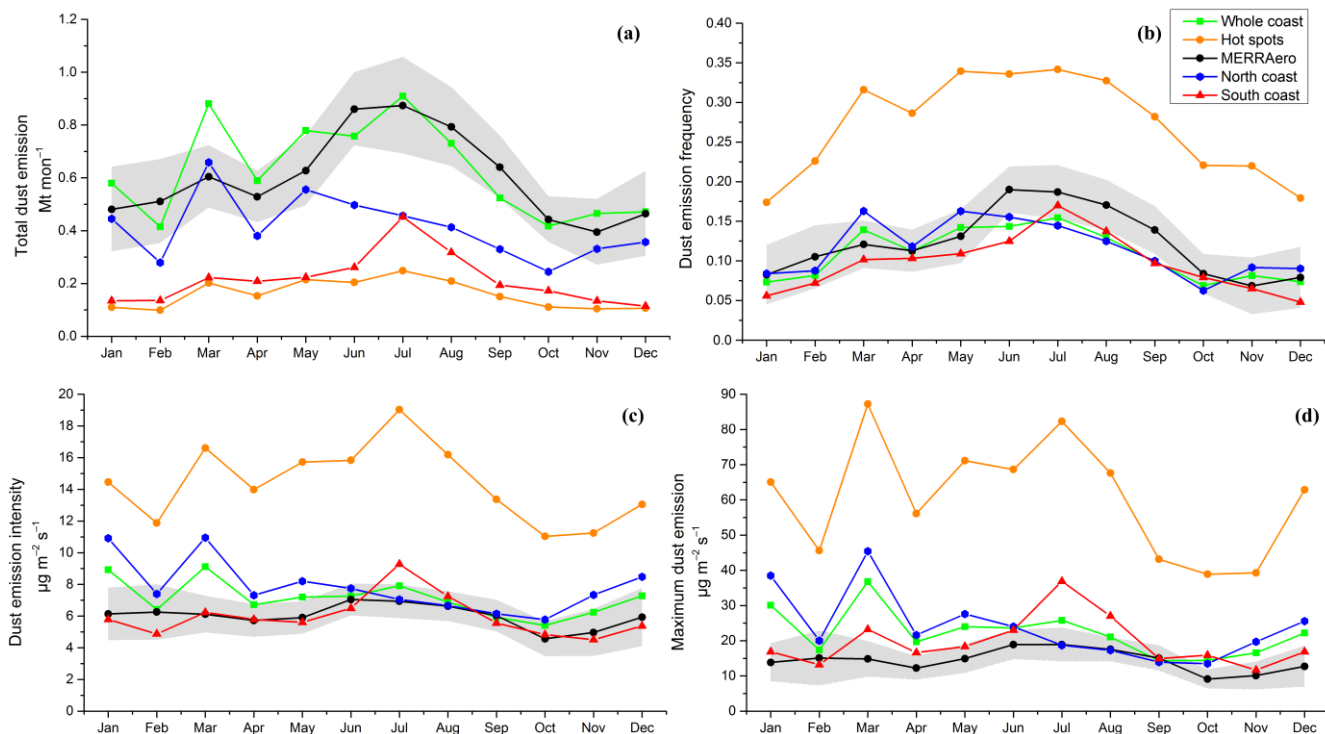 (a)
Total dust emission
Mt mon⁻¹
1.2
1.0
0.8
0.6
0.4
0.2
0.0
Jan Feb Mar Apr May Jun Jul Aug Sep Oct Nov Dec
(b)
Whole coast
Hot spots
MERRAero
North coast
South coast
Dust emission frequency
0.40
0.35
0.30
0.25
0.20
0.15
0.10
0.05
0.00
Jan Feb Mar Apr May Jun Jul Aug Sep Oct Nov Dec
(c)
Dust emission intensity
µg m⁻² s⁻¹
20
18
16
14
12
10
8
6
4
2
0
Jan Feb Mar Apr May Jun Jul Aug Sep Oct Nov Dec
(d)
Maximum dust emission
µg m⁻² s⁻¹
90
80
70
60
50
40
30
20
10
0
Jan Feb Mar Apr May Jun Jul Aug Sep Oct Nov Dec